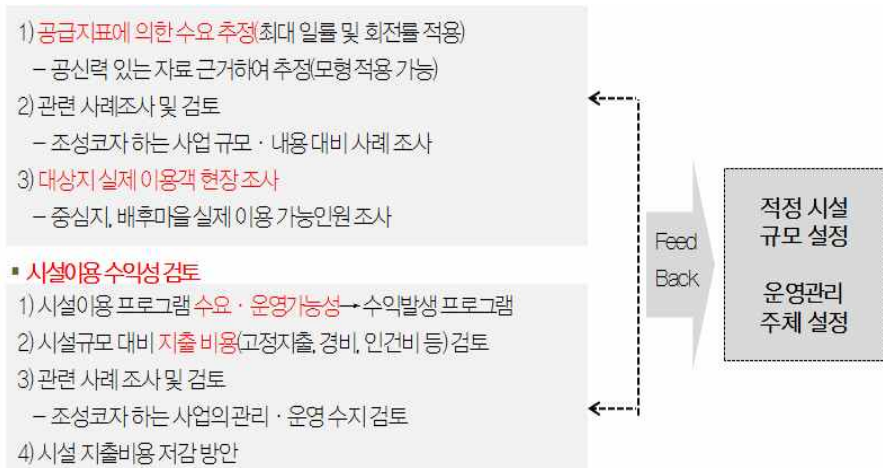 1) 공급지표에 의한 수요 추정(최대 일률 및 회전률 적용)
– 공신력 있는 자료 근거하여 추정(모형 적용 가능)
2) 관련 사례조사 및 검토
– 조성코자 하는 사업 규모 · 내용 대비 사례 조사
3) 대상지 실제 이용객 현장 조사
– 중심지, 배후마을 실제 이용 가능인원 조사
▪ 시설이용 수익성 검토
1) 시설이용 프로그램 수요 · 운영가능성→수익발생 프로그램
2) 시설규모 대비 지출 비용(고정지출, 경비, 인건비 등) 검토
3) 관련 사례 조사 및 검토
– 조성코자 하는 사업의 관리 · 운영 수지 검토
4) 시설 지출비용 저감 방안
Feed
Back
적정 시설
규모 설정
운영관리
주체 설정